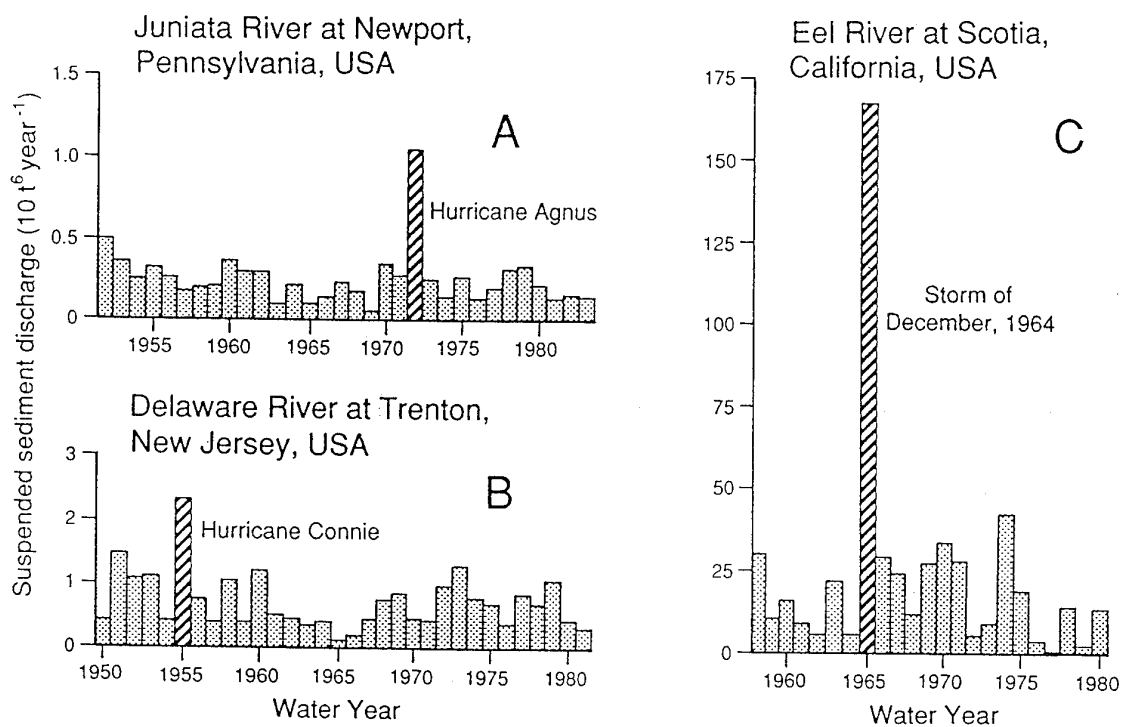 Juniata River at Newport,
Pennsylvania, USA
A
1.5
1.0
0.5
0
Hurricane Agnus
1955 1960 1965 1970 1975 1980
Suspended sediment discharge (10 t⁶ year⁻¹)
Delaware River at Trenton,
New Jersey, USA
B
3
2
1
0
Hurricane Connie
1950 1955 1960 1965 1970 1975 1980
Water Year
Eel River at Scotia,
California, USA
C
175
150
125
100
75
50
25
0
Storm of
December, 1964
1960 1965 1970 1975 1980
Water Year